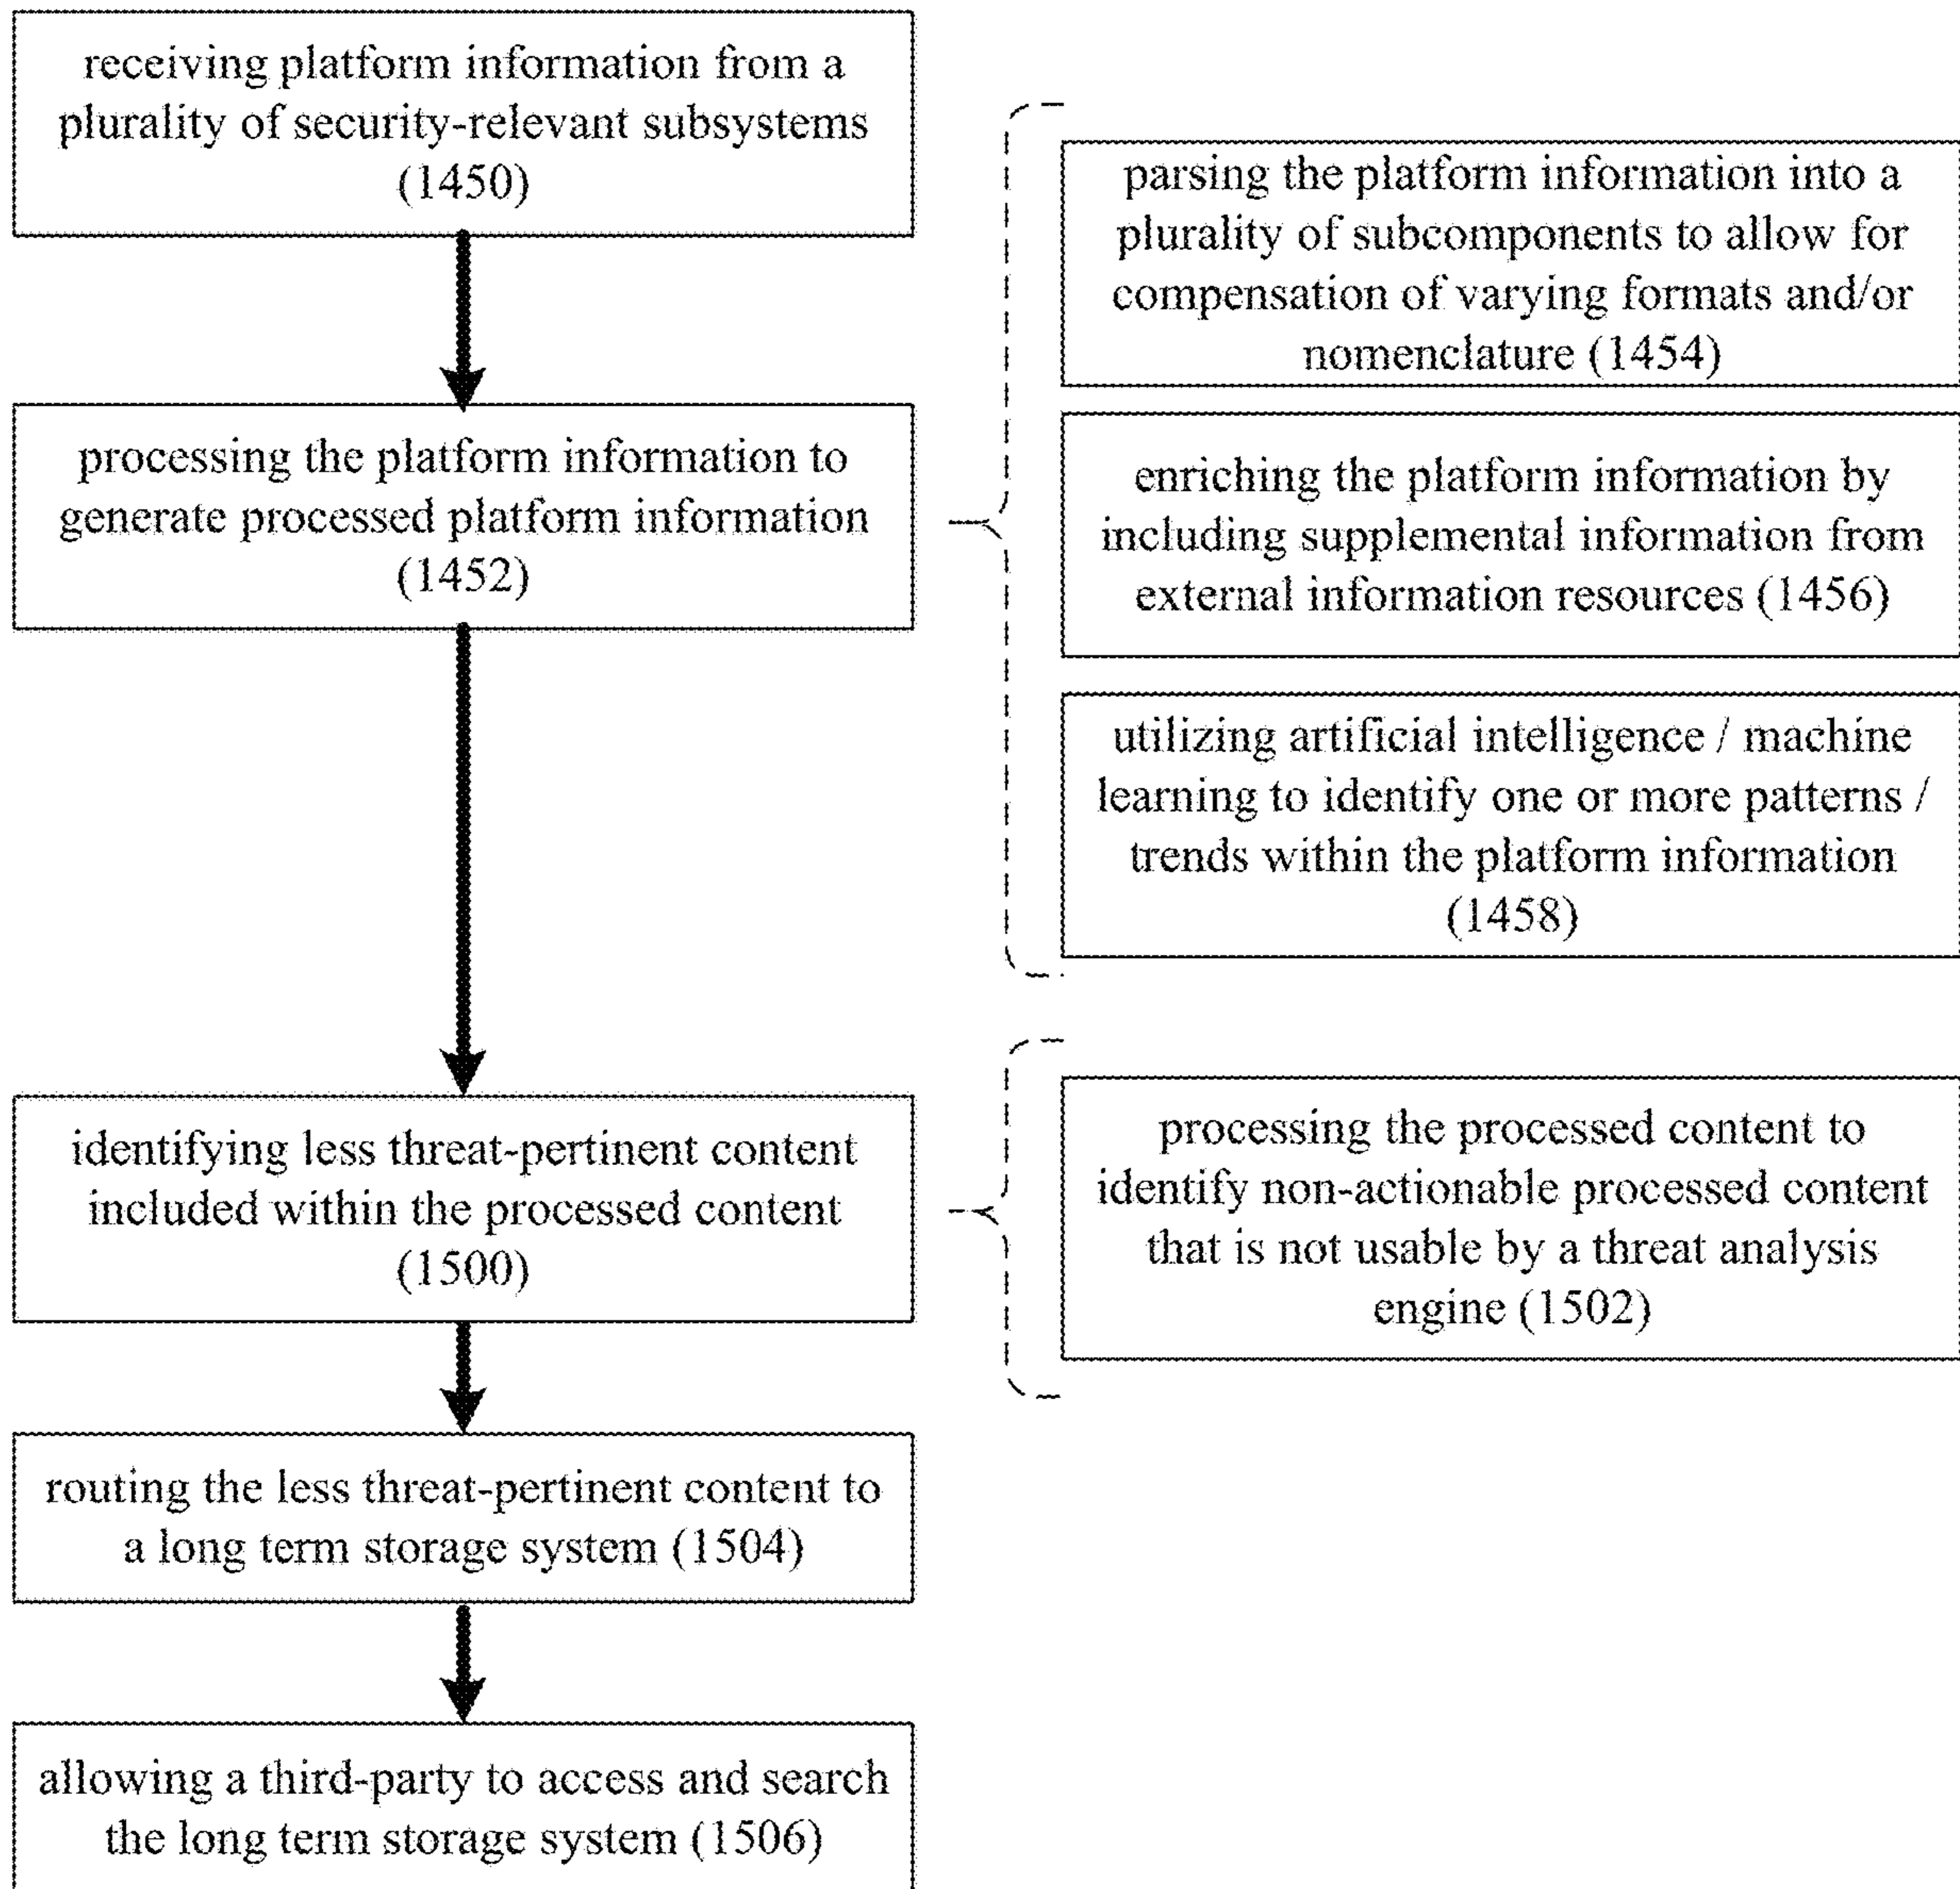 receiving platform information from a
plurality of security-relevant subsystems
(1450)
processing the platform information to
generate processed platform information
(1452)
parsing the platform information into a
plurality of subcomponents to allow for
compensation of varying formats and/or
nomenclature (1454)
enriching the platform information by
including supplemental information from
external information resources (1456)
utilizing artificial intelligence / machine
learning to identify one or more patterns /
trends within the platform information
(1458)
identifying less threat-pertinent content
included within the processed content
(1500)
processing the processed content to
identify non-actionable processed content
that is not usable by a threat analysis
engine (1502)
routing the less threat-pertinent content to
a long term storage system (1504)
allowing a third-party to access and search
the long term storage system (1506)